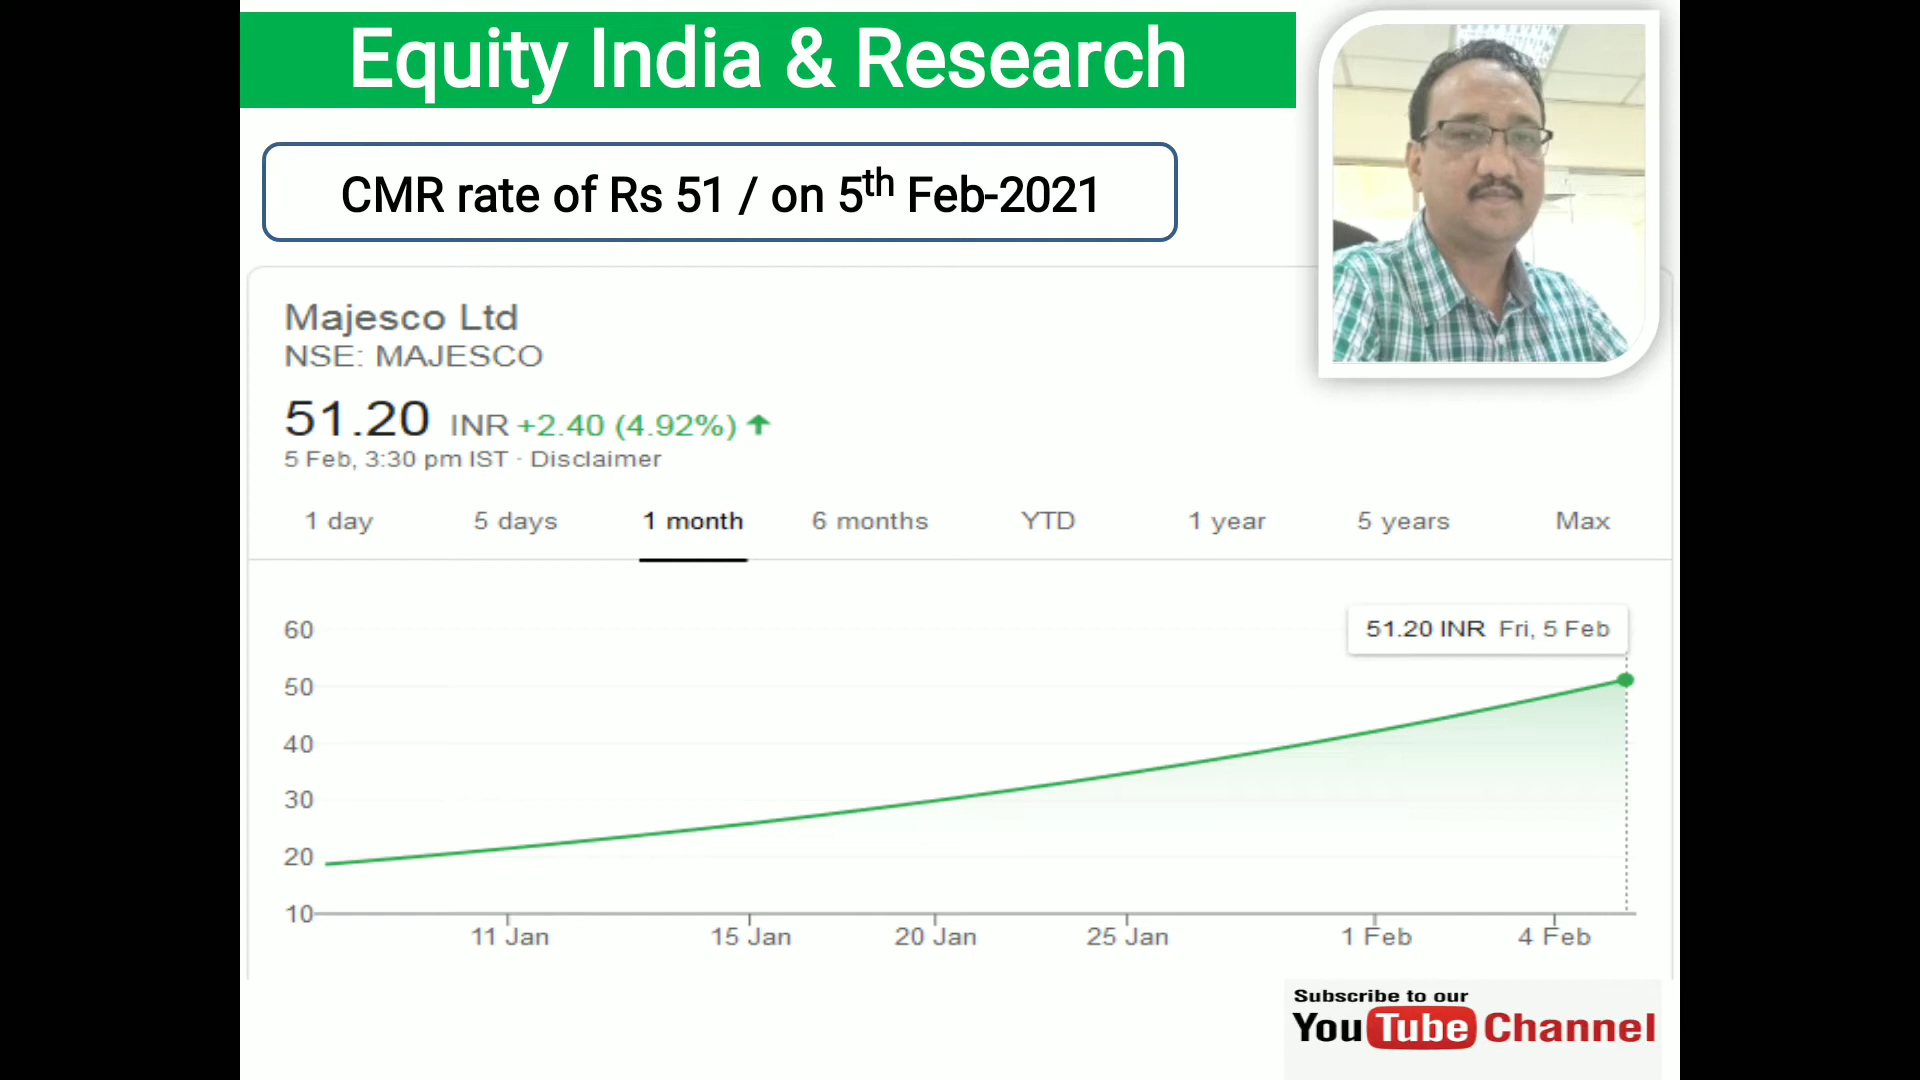 Equity India & Research
CMR rate of Rs 51 / on 5th Feb-2021
Majesco Ltd
NSE: MAJESCO
51.20 INR +2.40 (4.92%)
5 Feb, 3:30 pm IST · Disclaimer
1 day 5 days 1 month 6 months YTD 1 year 5 years Max
51.20 INR Fri, 5 Feb
60
50
40
30
20
10
11 Jan 15 Jan 20 Jan 25 Jan 1 Feb 4 Feb
Subscribe to our
YouTube Channel